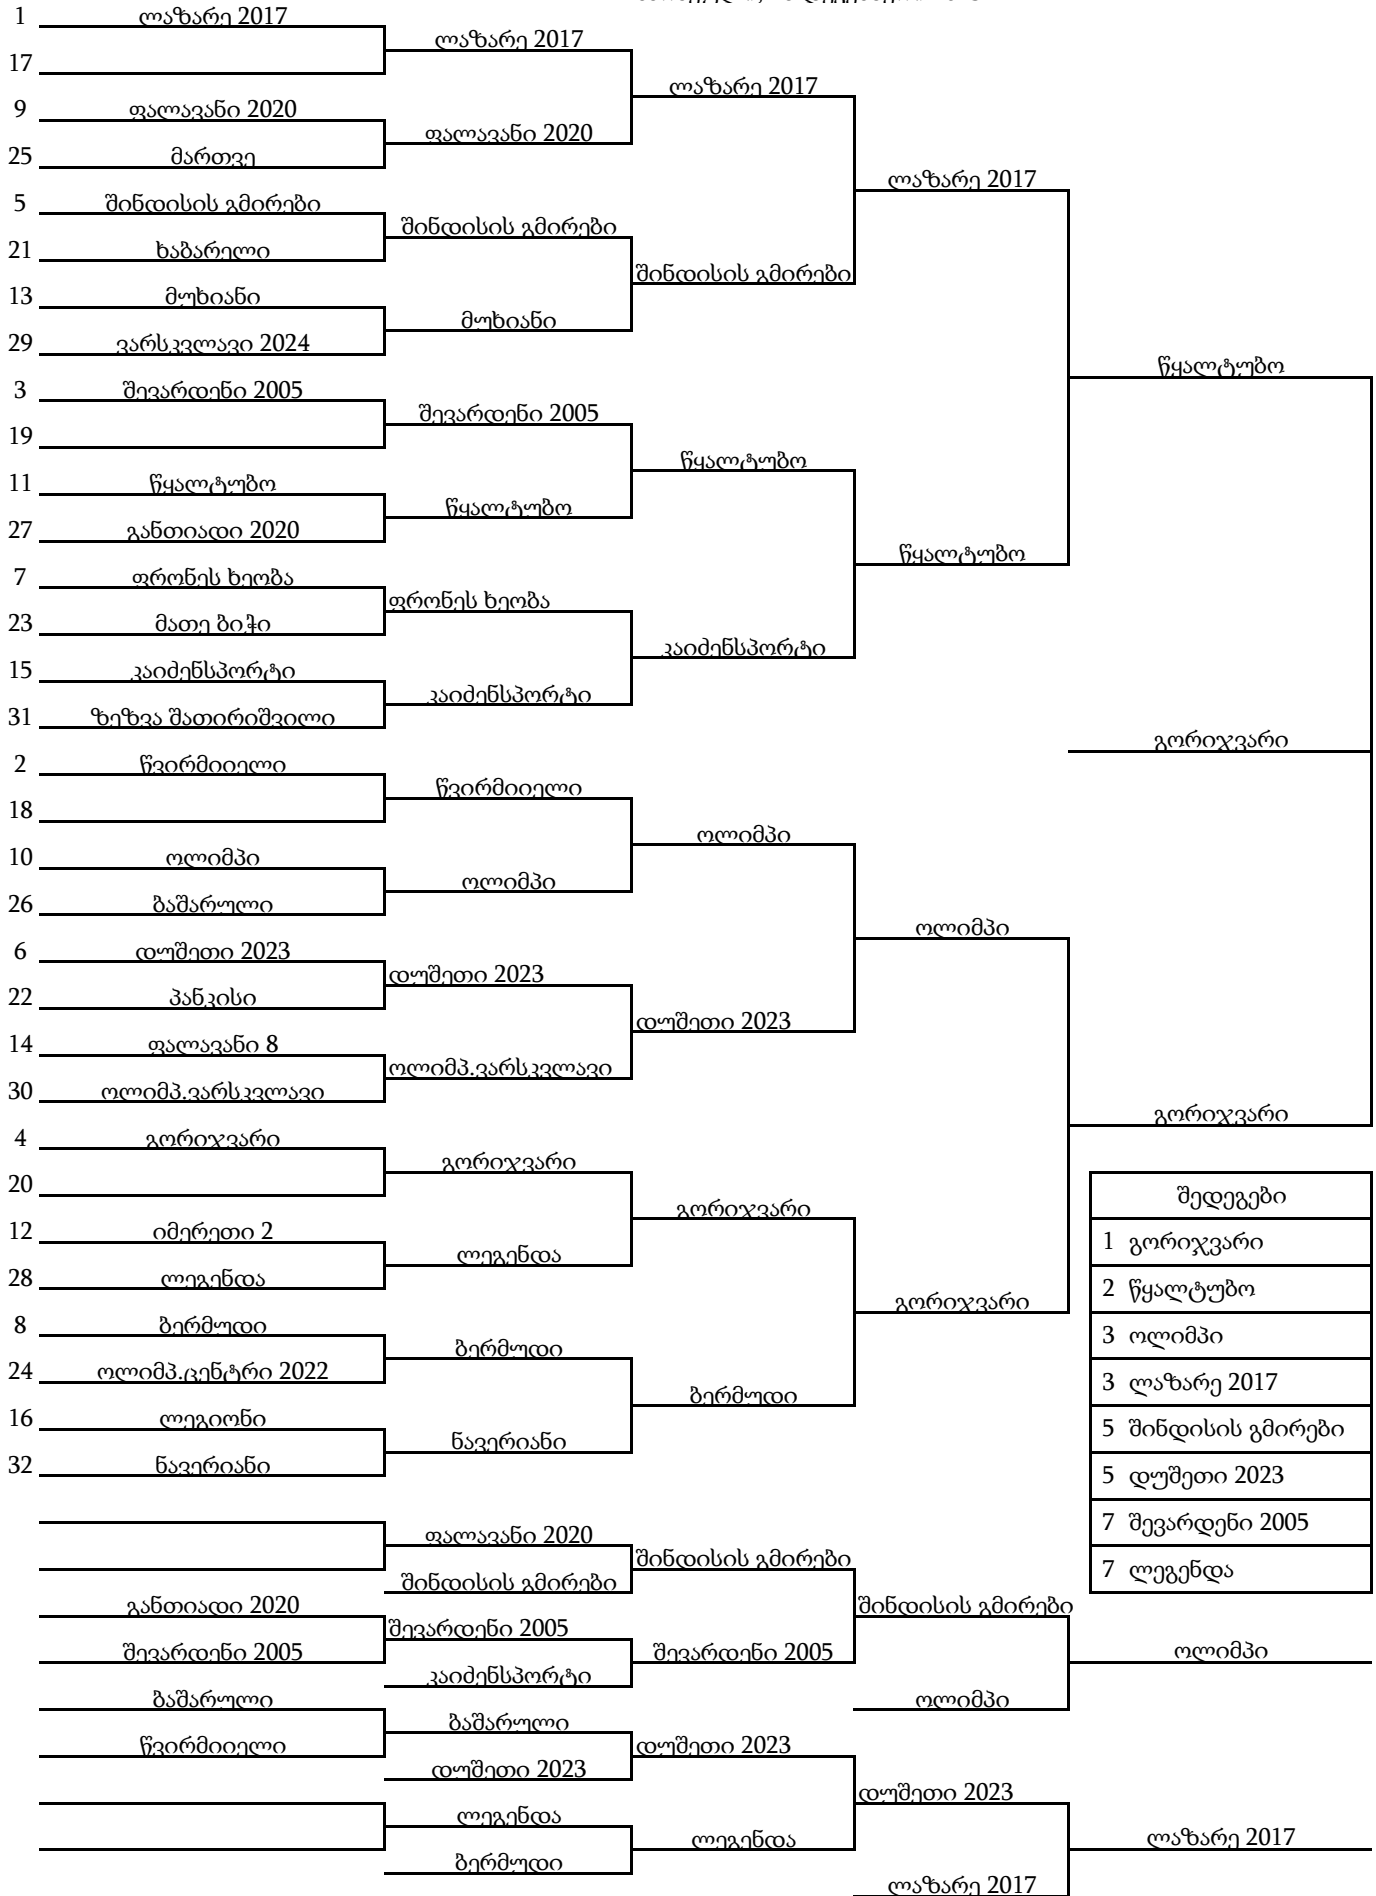 1 ლაზარე 2017
ლაზარე 2017
17
ლაზარე 2017
9 ფალავანი 2020
ფალავანი 2020
25 მართვე
ლაზარე 2017
5 შინდისის გმირები
შინდისის გმირები
21 ხაბარელი
შინდისის გმირები
13 მუხიანი
მუხიანი
29 ვარსკვლავი 2024
წყალტუბო
3 შევარდენი 2005
შევარდენი 2005
19
წყალტუბო
11 წყალტუბო
წყალტუბო
27 განთიადი 2020
წყალტუბო
7 ფრონეს ხეობა
ფრონეს ხეობა
23 მათე ბიჭი
კაიძენსპორტი
15 კაიძენსპორტი
კაიძენსპორტი
31 ზეზვა შათირიშვილი
გორიჯვარი
2 წვირმიიელი
წვირმიიელი
18
ოლიმპი
10 ოლიმპი
ოლიმპი
26 ბაშარული
ოლიმპი
6 დუშეთი 2023
დუშეთი 2023
22 პანკისი
დუშეთი 2023
14 ფალავანი 8
ოლიმპ.ვარსკვლავი
30 ოლიმპ.ვარსკვლავი
გორიჯვარი
4 გორიჯვარი
გორიჯვარი
20
გორიჯვარი
12 იმერეთი 2
ლეგენდა
28 ლეგენდა
გორიჯვარი
8 ბერმუდი
ბერმუდი
24 ოლიმპ.ცენტრი 2022
ბერმუდი
16 ლეგიონი
ნავერიანი
32 ნავერიანი
შედეგები
1 გორიჯვარი
2 წყალტუბო
3 ოლიმპი
3 ლაზარე 2017
5 შინდისის გმირები
5 დუშეთი 2023
7 შევარდენი 2005
7 ლეგენდა
ფალავანი 2020
შინდისის გმირები
შინდისის გმირები
განთიადი 2020
შინდისის გმირები
შევარდენი 2005
შევარდენი 2005
შევარდენი 2005
ოლიმპი
კაიძენსპორტი
ბაშარული
ოლიმპი
ბაშარული
წვირმიიელი
დუშეთი 2023
დუშეთი 2023
დუშეთი 2023
ლეგენდა
ლეგენდა
ლაზარე 2017
ბერმუდი
ლაზარე 2017